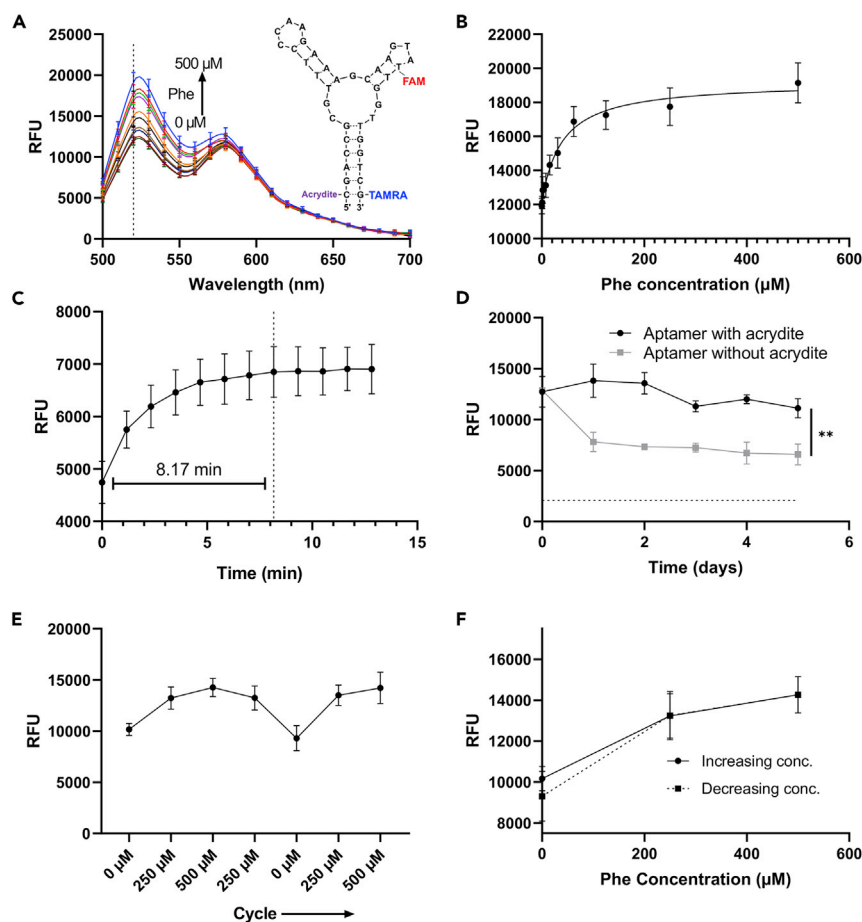 A
25000
20000
15000
10000
5000
0
RFU
500 µM
Phe
0 µM
500
550
600
650
700
Wavelength (nm)
FAM
Acrydite
TAMRA
5'
3'
B
20000
18000
16000
14000
12000
10000
RFU
0
200
400
600
Phe concentration (µM)
C
8000
7000
6000
5000
4000
RFU
8.17 min
0
5
10
15
Time (min)
D
Aptamer with acrydite
Aptamer without acrydite
20000
15000
10000
5000
0
RFU
**
0
2
4
6
Time (days)
E
20000
15000
10000
5000
0
RFU
0 µM
250 µM
500 µM
250 µM
0 µM
250 µM
500 µM
Cycle
F
16000
14000
12000
10000
8000
RFU
Increasing conc.
Decreasing conc.
0
200
400
600
Phe Concentration (µM)